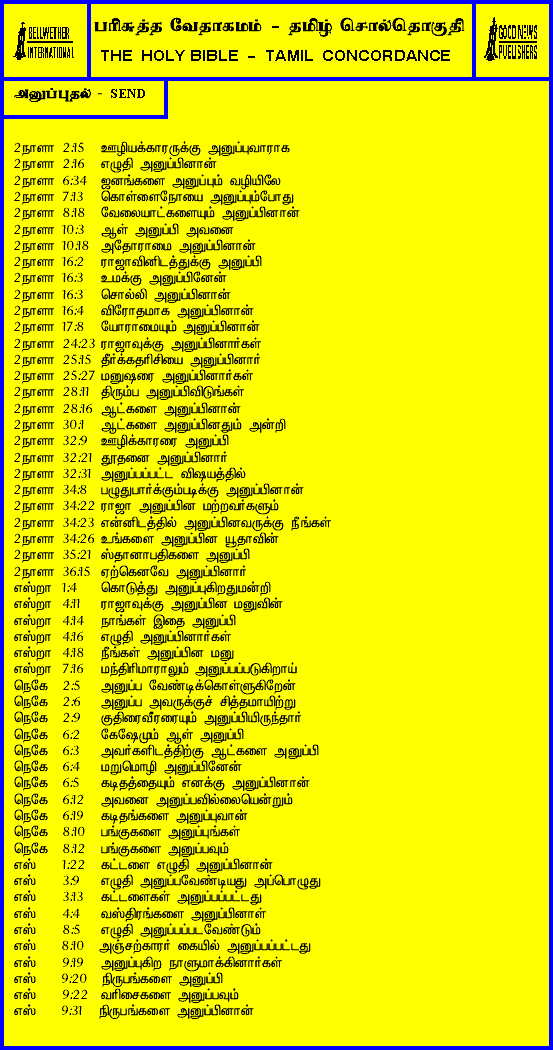 BELLWETHER
INTERNATIONAL
பரிசுத்த வேதாகமம் - தமிழ் சொல்தொகுதி
THE HOLY BIBLE - TAMIL CONCORDANCE
GOOD NEWS
PUBLISHERS
அனுப்புதல் - SEND
2நாளா 2:15 ஊழியக்காரருக்கு அனுப்புவாராக
2நாளா 2:16 எழுதி அனுப்பினான்
2நாளா 6:34 ஜனங்களை அனுப்பும் வழியிலே
2நாளா 7:13 கொள்ளைநோயை அனுப்பும்போது
2நாளா 8:18 வேலையாட்களையும் அனுப்பினான்
2நாளா 10:3 ஆள் அனுப்பி அவனை
2நாளா 10:18 அதோராமை அனுப்பினான்
2நாளா 16:2 ராஜாவினிடத்துக்கு அனுப்பி
2நாளா 16:3 உமக்கு அனுப்பினேன்
2நாளா 16:3 சொல்லி அனுப்பினான்
2நாளா 16:4 விரோதமாக அனுப்பினான்
2நாளா 17:8 யோராமையும் அனுப்பினான்
2நாளா 24:23 ராஜாவுக்கு அனுப்பினார்கள்
2நாளா 25:15 தீர்க்கதரிசியை அனுப்பினார்
2நாளா 25:27 மனுஷரை அனுப்பினார்கள்
2நாளா 28:11 திரும்ப அனுப்பிவிடுங்கள்
2நாளா 28:16 ஆட்களை அனுப்பினான்
2நாளா 30:1 ஆட்களை அனுப்பினதும் அன்றி
2நாளா 32:9 ஊழிக்காரரை அனுப்பி
2நாளா 32:21 தூதனை அனுப்பினார்
2நாளா 32:31 அனுப்பப்பட்ட விஷயத்தில்
2நாளா 34:8 பழுதுபார்க்கும்படிக்கு அனுப்பினான்
2நாளா 34:22 ராஜா அனுப்பின மற்றவர்களும்
2நாளா 34:23 என்னிடத்தில் அனுப்பினவருக்கு நீங்கள்
2நாளா 34:26 உங்களை அனுப்பின யூதாவின்
2நாளா 35:21 ஸ்தானாபதிகளை அனுப்பி
2நாளா 36:15 ஏற்கெனவே அனுப்பினார்
எஸ்றா 1:4 கொடுத்து அனுப்புகிறதுமன்றி
எஸ்றா 4:11 ராஜாவுக்கு அனுப்பின மனுவின்
எஸ்றா 4:14 நாங்கள் இதை அனுப்பி
எஸ்றா 4:16 எழுதி அனுப்பினார்கள்
எஸ்றா 4:18 நீங்கள் அனுப்பின மனு
எஸ்றா 7:16 மந்திரிமாராலும் அனுப்பப்படுகிறாய்
நெகே 2:5 அனுப்ப வேண்டிக்கொள்ளுகிறேன்
நெகே 2:6 அனுப்ப அவருக்குச் சித்தமாயிற்று
நெகே 2:9 குதிரைவீரரையும் அனுப்பியிருந்தார்
நெகே 6:2 கேஷேமும் ஆள் அனுப்பி
நெகே 6:3 அவர்களிடத்திற்கு ஆட்களை அனுப்பி
நெகே 6:4 மறுமொழி அனுப்பினேன்
நெகே 6:5 கடிதத்தையும் எனக்கு அனுப்பினான்
நெகே 6:12 அவனை அனுப்பவில்லையென்றும்
நெகே 6:19 கடிதங்களை அனுப்புவான்
நெகே 8:10 பங்குகளை அனுப்புங்கள்
நெகே 8:12 பங்குகளை அனுப்பவும்
எஸ் 1:22 கட்டளை எழுதி அனுப்பினான்
எஸ் 3:9 எழுதி அனுப்பவேண்டியது அப்பொழுது
எஸ் 3:13 கட்டளைகள் அனுப்பப்பட்டது
எஸ் 4:4 வஸ்திரங்களை அனுப்பினாள்
எஸ் 8:5 எழுதி அனுப்பப்படவேண்டும்
எஸ் 8:10 அஞ்சற்காரர் கையில் அனுப்பப்பட்டது
எஸ் 9:19 அனுப்புகிற நாளுமாக்கினார்கள்
எஸ் 9:20 நிருபங்களை அனுப்பி
எஸ் 9:22 வரிசைகளை அனுப்பவும்
எஸ் 9:31 நிருபங்களை அனுப்பினான்